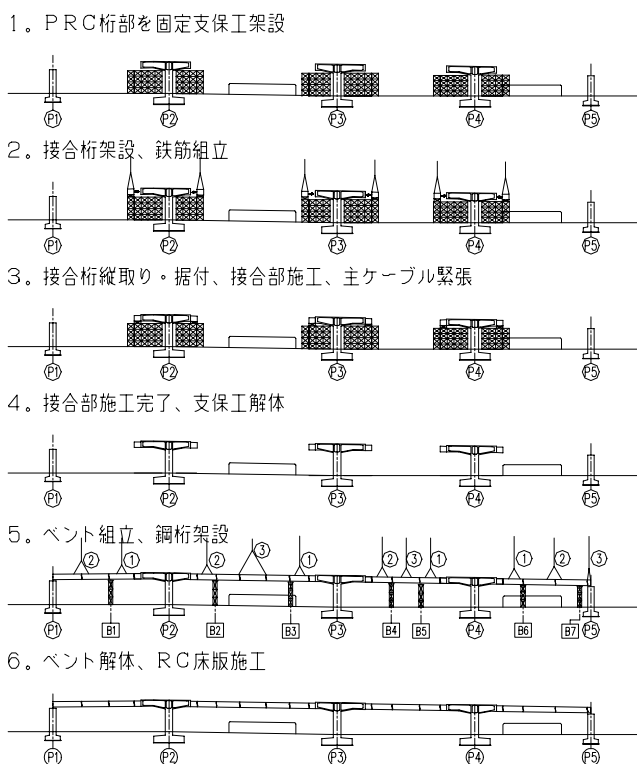 1。PRC桁部を固定支保工架設
P1 P2 P3 P4 P5
2。接合桁架設、鉄筋組立
P1 P2 P3 P4 P5
3。接合桁縦取り。据付、接合部施工、主ケーブル緊張
P1 P2 P3 P4 P5
4。接合部施工完了、支保工解体
P1 P2 P3 P4 P5
5。ベント組立、鋼桁架設
② ① ② ③ ① ② ③ ① ① ② ③
P1 B1 P2 B2 B3 P3 B4 B5 P4 B6 B7 P5
6。ベント解体、RC床版施工
P1 P2 P3 P4 P5